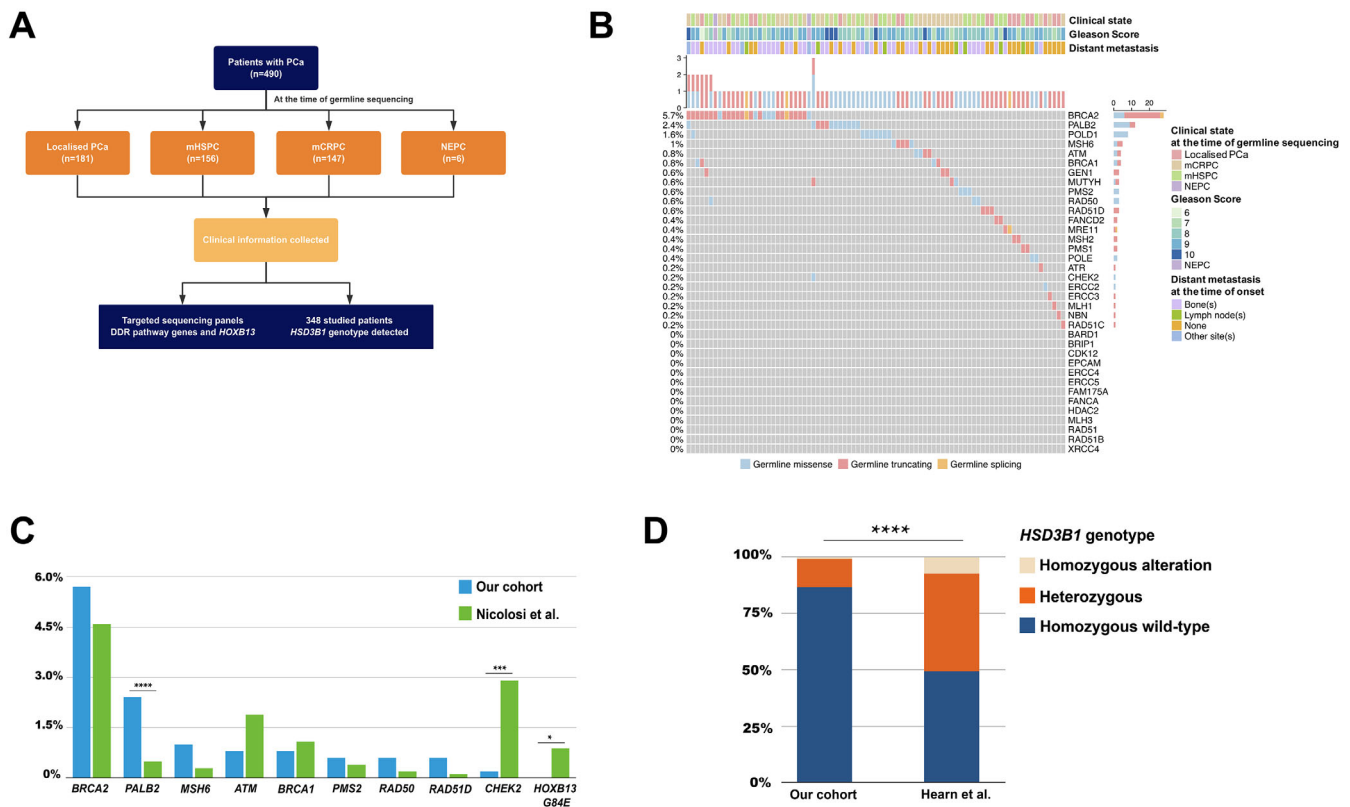 A
Patients with PCa
(n=490)
At the time of germline sequencing
Localised PCa
(n=181)
mHSPC
(n=156)
mCRPC
(n=147)
NEPC
(n=6)
Clinical information collected
Targeted sequencing panels
DDR pathway genes and HOXB13
348 studied patients
HSD3B1 genotype detected
B
Clinical state
Gleason Score
Distant metastasis
3
2
1
0
0 10 20
5.7% BRCA2
2.4% PALB2
1.6% POLD1
1% MSH6
0.8% ATM
0.8% BRCA1
0.6% GEN1
0.6% MUTYH
0.6% PMS2
0.6% RAD50
0.6% RAD51D
0.4% FANCD2
0.4% MRE11
0.4% MSH2
0.4% PMS1
0.4% POLE
0.2% ATR
0.2% CHEK2
0.2% ERCC2
0.2% ERCC3
0.2% MLH1
0.2% NBN
0.2% RAD51C
0% BARD1
0% BRIP1
0% CDK12
0% EPCAM
0% ERCC4
0% ERCC5
0% FAM175A
0% FANCA
0% HDAC2
0% MLH3
0% RAD51
0% RAD51B
0% XRCC4
Germline missense Germline truncating Germline splicing
Clinical state
at the time of germline sequencing
Localised PCa
mCRPC
mHSPC
NEPC
Gleason Score
6
7
8
9
10
NEPC
Distant metastasis
at the time of onset
Bone(s)
Lymph node(s)
None
Other site(s)
C
6.0%
4.5%
3.0%
1.5%
0%
Our cohort
Nicolosi et al.
****
***
*
BRCA2 PALB2 MSH6 ATM BRCA1 PMS2 RAD50 RAD51D CHEK2 HOXB13
G84E
D
****
100%
75%
50%
25%
0%
Our cohort Hearn et al.
HSD3B1 genotype
Homozygous alteration
Heterozygous
Homozygous wild-type